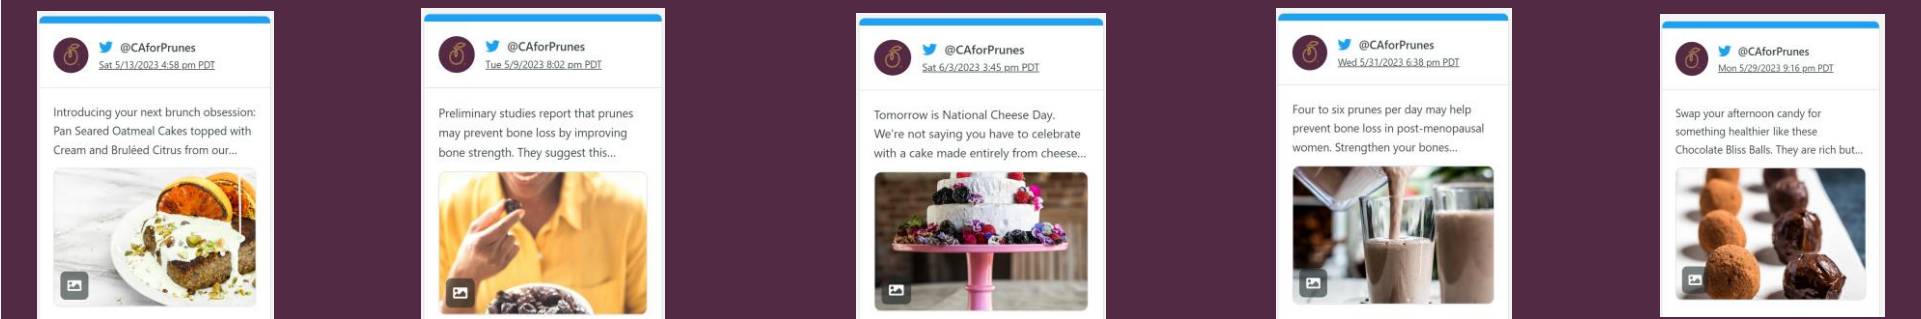 @CAforPrunes
Sat 5/13/2023 4:58 pm PDT
Introducing your next brunch obsession:
Pan Seared Oatmeal Cakes topped with
Cream and Bruléed Citrus from our...
@CAforPrunes
Tue 5/9/2023 8:02 pm PDT
Preliminary studies report that prunes
may prevent bone loss by improving
bone strength. They suggest this...
@CAforPrunes
Sat 6/3/2023 3:45 pm PDT
Tomorrow is National Cheese Day.
We're not saying you have to celebrate
with a cake made entirely from cheese...
@CAforPrunes
Wed 5/31/2023 6:38 pm PDT
Four to six prunes per day may help
prevent bone loss in post-menopausal
women. Strengthen your bones...
@CAforPrunes
Mon 5/29/2023 9:16 pm PDT
Swap your afternoon candy for
something healthier like these
Chocolate Bliss Balls. They are rich but...